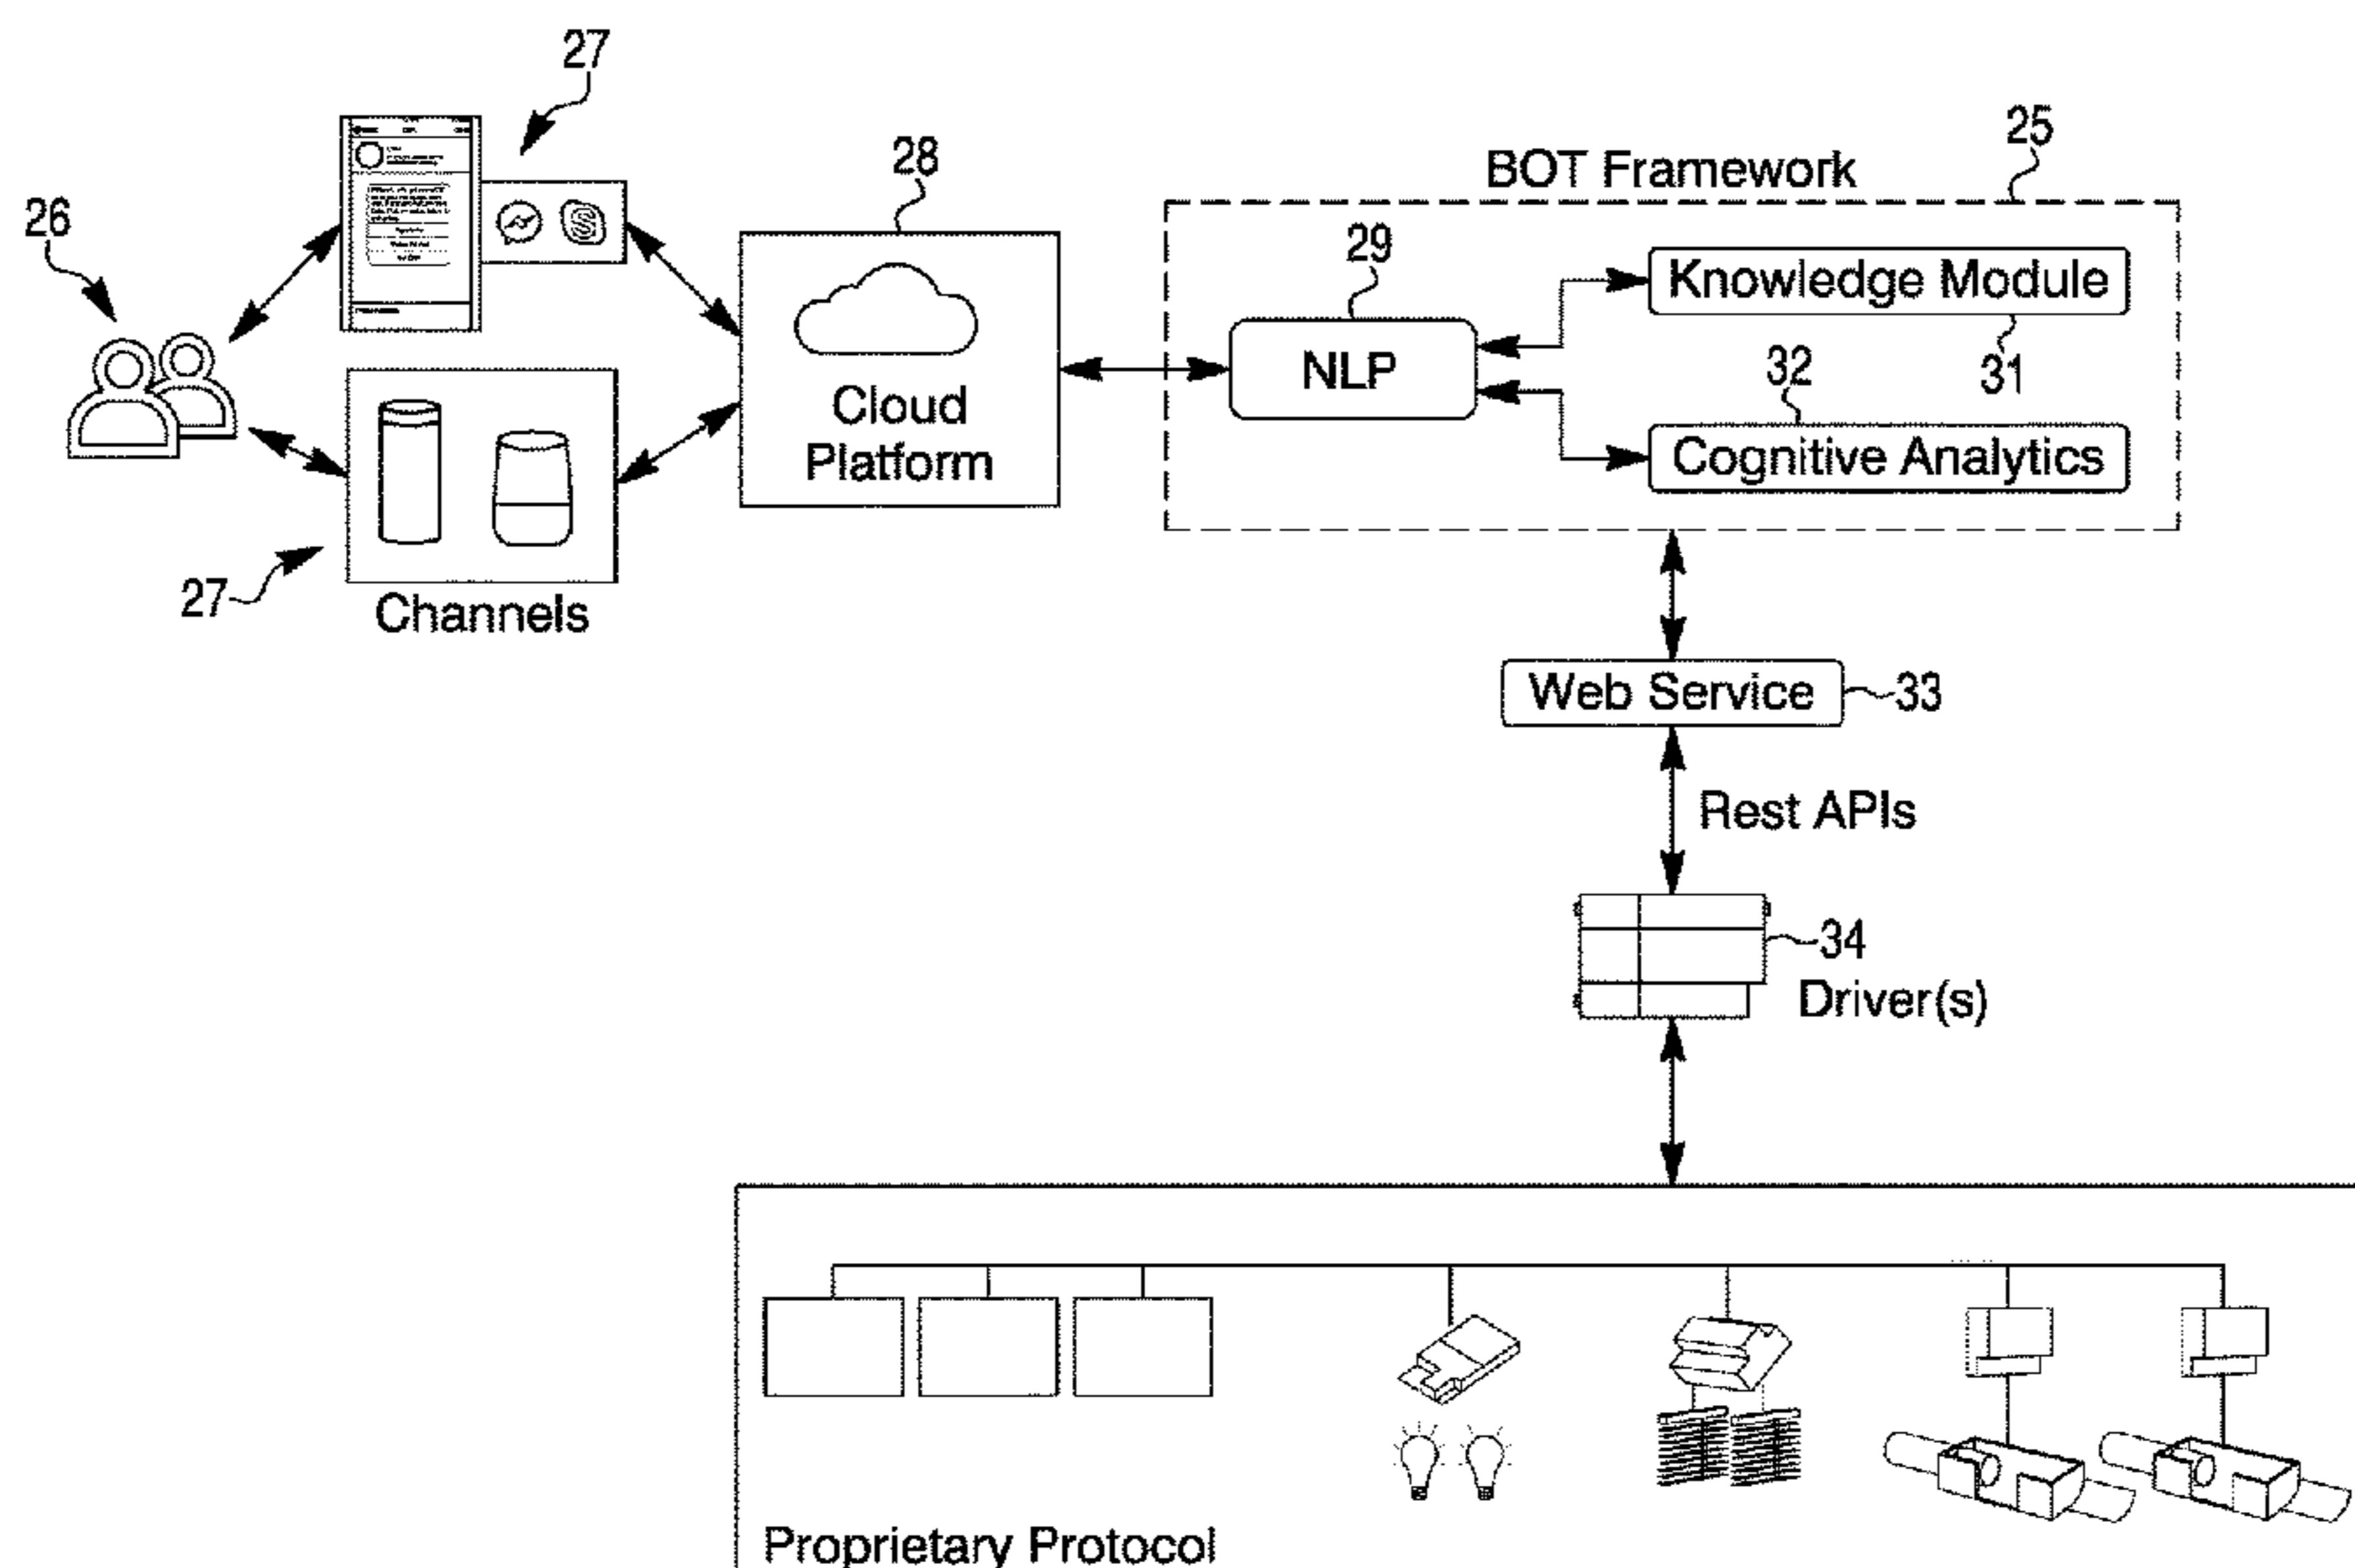 27
25
BOT Framework
28
26
29
Knowledge Module
31
NLP
32
Cloud
Platform
Cognitive Analytics
27
Channels
Web Service
33
Rest APIs
34
Driver(s)
Proprietary Protocol